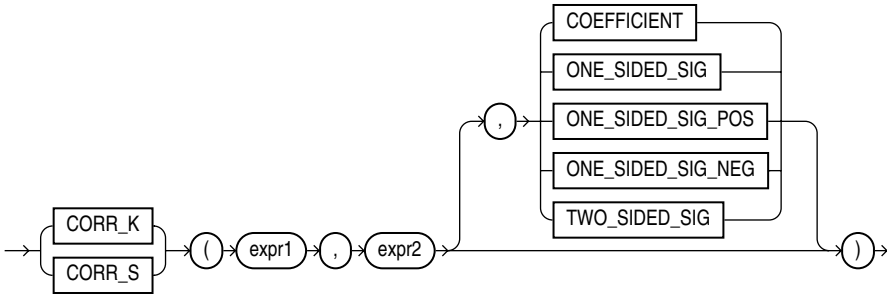 COEFFICIENT
ONE_SIDED_SIG
, ONE_SIDED_SIG_POS
ONE_SIDED_SIG_NEG
TWO_SIDED_SIG
CORR_K
CORR_S
( expr1 , expr2 )